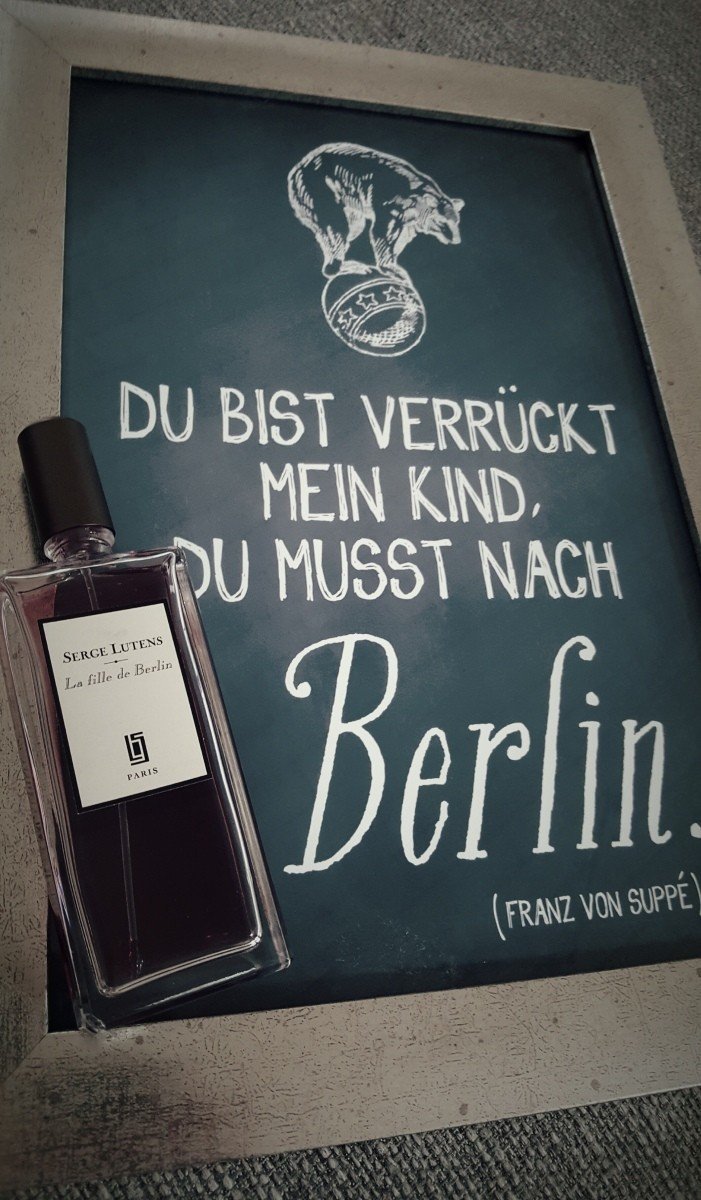 DU BIST VERRÜCKT
MEIN KIND,
DU MUSST NACH
Berlin.
(FRANZ VON SUPPÉ)
SERGE LUTENS
La fille de Berlin
PARIS